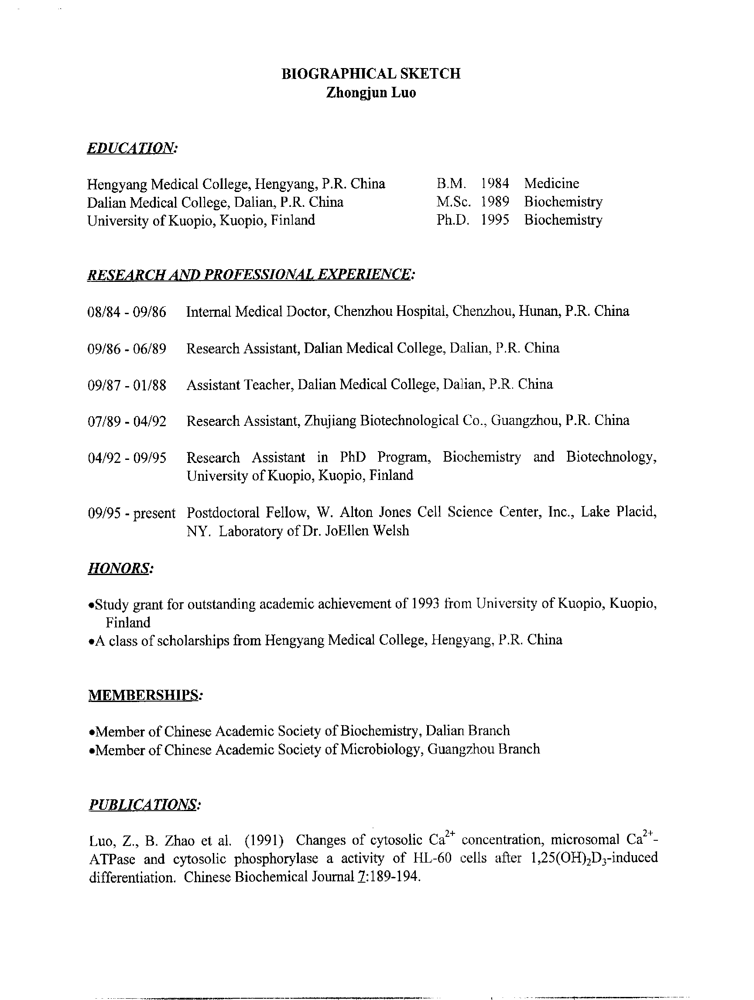 BIOGRAPHICAL SKETCH
Zhongjun Luo
EDUCATION:
Hengyang Medical College, Hengyang, P.R. China B.M. 1984 Medicine
Dalian Medical College, Dalian, P.R. China M.Sc. 1989 Biochemistry
University of Kuopio, Kuopio, Finland Ph.D. 1995 Biochemistry
RESEARCH AND PROFESSIONAL EXPERIENCE:
08/84 - 09/86 Internal Medical Doctor, Chenzhou Hospital, Chenzhou, Hunan, P.R. China
09/86 - 06/89 Research Assistant, Dalian Medical College, Dalian, P.R. China
09/87 - 01/88 Assistant Teacher, Dalian Medical College, Dalian, P.R. China
07/89 - 04/92 Research Assistant, Zhujiang Biotechnological Co., Guangzhou, P.R. China
04/92 - 09/95 Research Assistant in PhD Program, Biochemistry and Biotechnology,
University of Kuopio, Kuopio, Finland
09/95 - present Postdoctoral Fellow, W. Alton Jones Cell Science Center, Inc., Lake Placid,
NY. Laboratory of Dr. JoEllen Welsh
HONORS:
●Study grant for outstanding academic achievement of 1993 from University of Kuopio, Kuopio,
Finland
●A class of scholarships from Hengyang Medical College, Hengyang, P.R. China
MEMBERSHIPS:
●Member of Chinese Academic Society of Biochemistry, Dalian Branch
●Member of Chinese Academic Society of Microbiology, Guangzhou Branch
PUBLICATIONS:
Luo, Z., B. Zhao et al. (1991) Changes of cytosolic Ca²⁺ concentration, microsomal Ca²⁺-
ATPase and cytosolic phosphorylase a activity of HL-60 cells after 1,25(OH)₂D₃-induced
differentiation. Chinese Biochemical Journal 7:189-194.